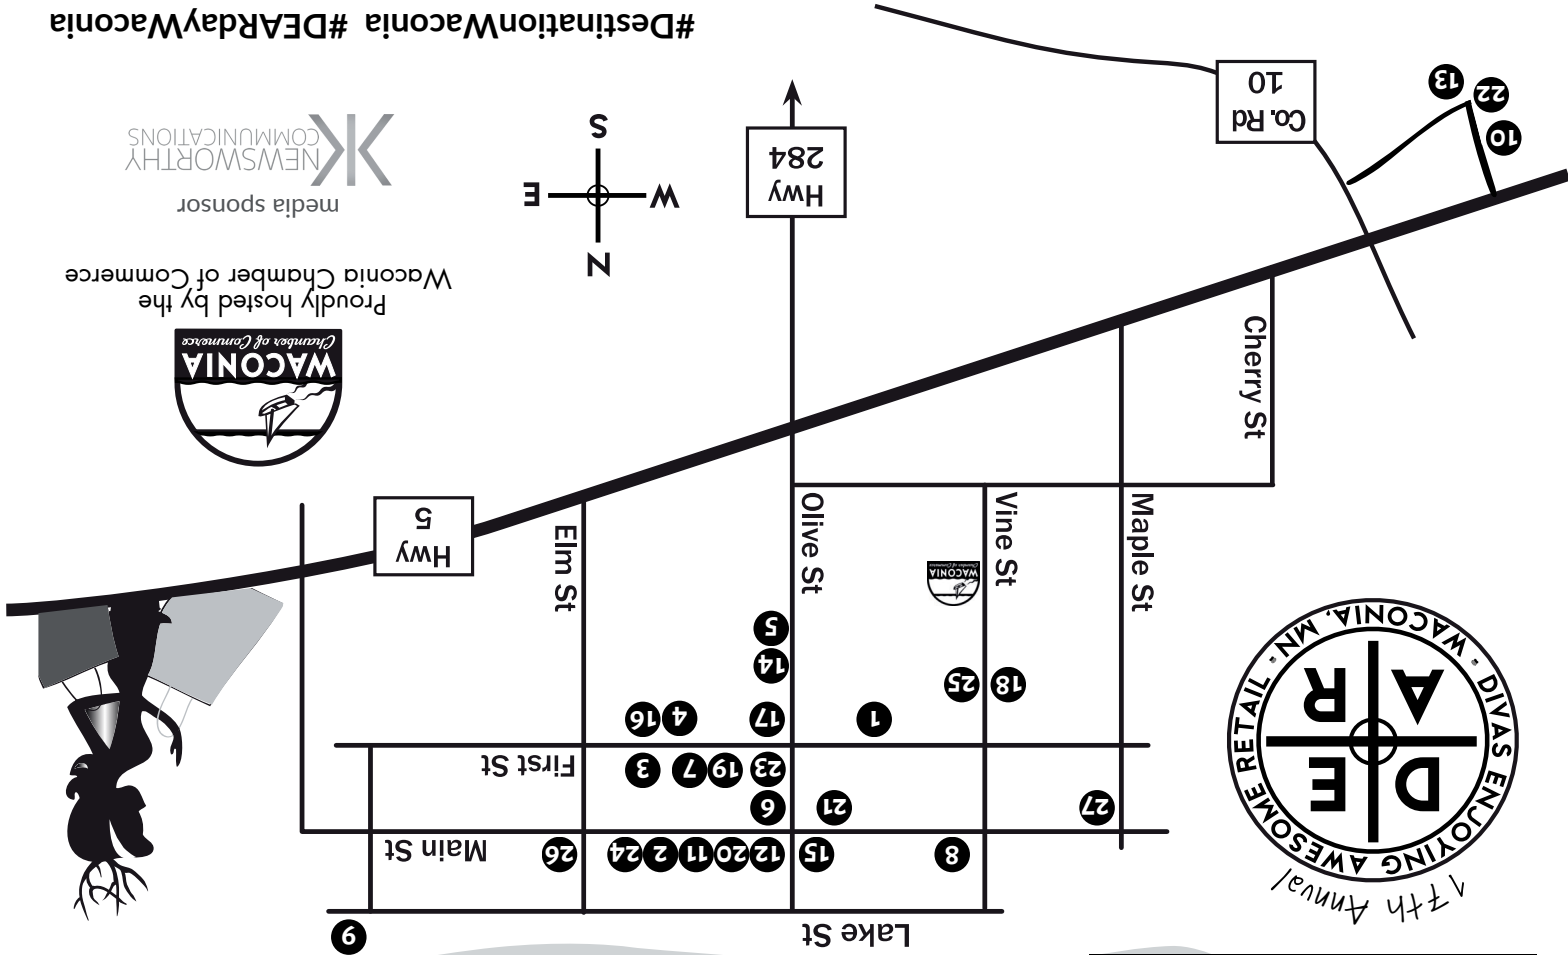 Lake St
9
17th Annual
DIVAS ENJOYING AWESOME RETAIL · WACONIA, MN ·
D E
A R
8
15
12
20
11
2
24
26
Main St
27
21
6
23
19
7
3
First St
1
17
4
16
18
25
14
5
Maple St
Vine St
WACONIA
Chamber of Commerce
Olive St
Elm St
Hwy
5
Cherry St
WACONIA
Chamber of Commerce
Proudly hosted by the
Waconia Chamber of Commerce
N
W
E
S
media sponsor
NEWSWORTHY
COMMUNICATIONS
Hwy
284
Co. Rd
10
10
22
13
#DestinationWaconia #DEARdayWaconia